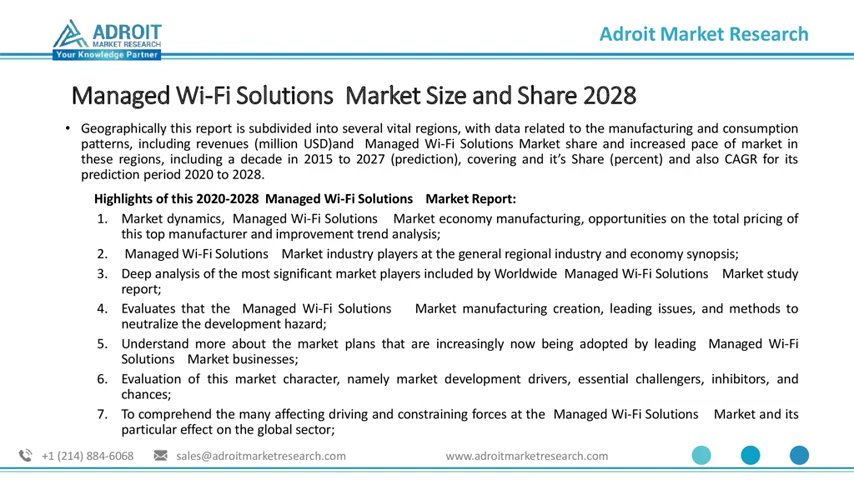 ADROIT
MARKET RESEARCH
Your Knowledge Partner
Adroit Market Research
Managed Wi-Fi Solutions Market Size and Share 2028
• Geographically this report is subdivided into several vital regions, with data related to the manufacturing and consumption
patterns, including revenues (million USD)and Managed Wi-Fi Solutions Market share and increased pace of market in
these regions, including a decade in 2015 to 2027 (prediction), covering and it's Share (percent) and also CAGR for its
prediction period 2020 to 2028.
Highlights of this 2020-2028 Managed Wi-Fi Solutions Market Report:
1. Market dynamics, Managed Wi-Fi Solutions Market economy manufacturing, opportunities on the total pricing of
this top manufacturer and improvement trend analysis;
2. Managed Wi-Fi Solutions Market industry players at the general regional industry and economy synopsis;
3. Deep analysis of the most significant market players included by Worldwide Managed Wi-Fi Solutions Market study
report;
4. Evaluates that the Managed Wi-Fi Solutions Market manufacturing creation, leading issues, and methods to
neutralize the development hazard;
5. Understand more about the market plans that are increasingly now being adopted by leading Managed Wi-Fi
Solutions Market businesses;
6. Evaluation of this market character, namely market development drivers, essential challengers, inhibitors, and
chances;
7. To comprehend the many affecting driving and constraining forces at the Managed Wi-Fi Solutions Market and its
particular effect on the global sector;
+1 (214) 884-6068 sales@adroitmarketresearch.com www.adroitmarketresearch.com